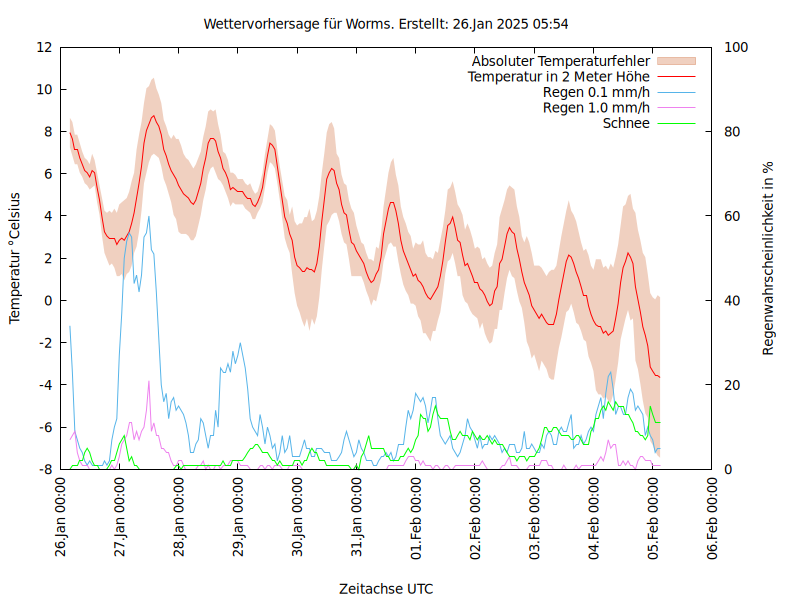 Wettervorhersage für Worms. Erstellt: 26.Jan 2025 05:54
Absoluter Temperaturfehler
Temperatur in 2 Meter Höhe
Regen 0.1 mm/h
Regen 1.0 mm/h
Schnee
Temperatur °Celsius
12
10
8
6
4
2
0
-2
-4
-6
-8
100
80
60
40
20
0
Regenwahrscheinlichkeit in %
26.Jan 00:00
27.Jan 00:00
28.Jan 00:00
29.Jan 00:00
30.Jan 00:00
31.Jan 00:00
01.Feb 00:00
02.Feb 00:00
03.Feb 00:00
04.Feb 00:00
05.Feb 00:00
06.Feb 00:00
Zeitachse UTC